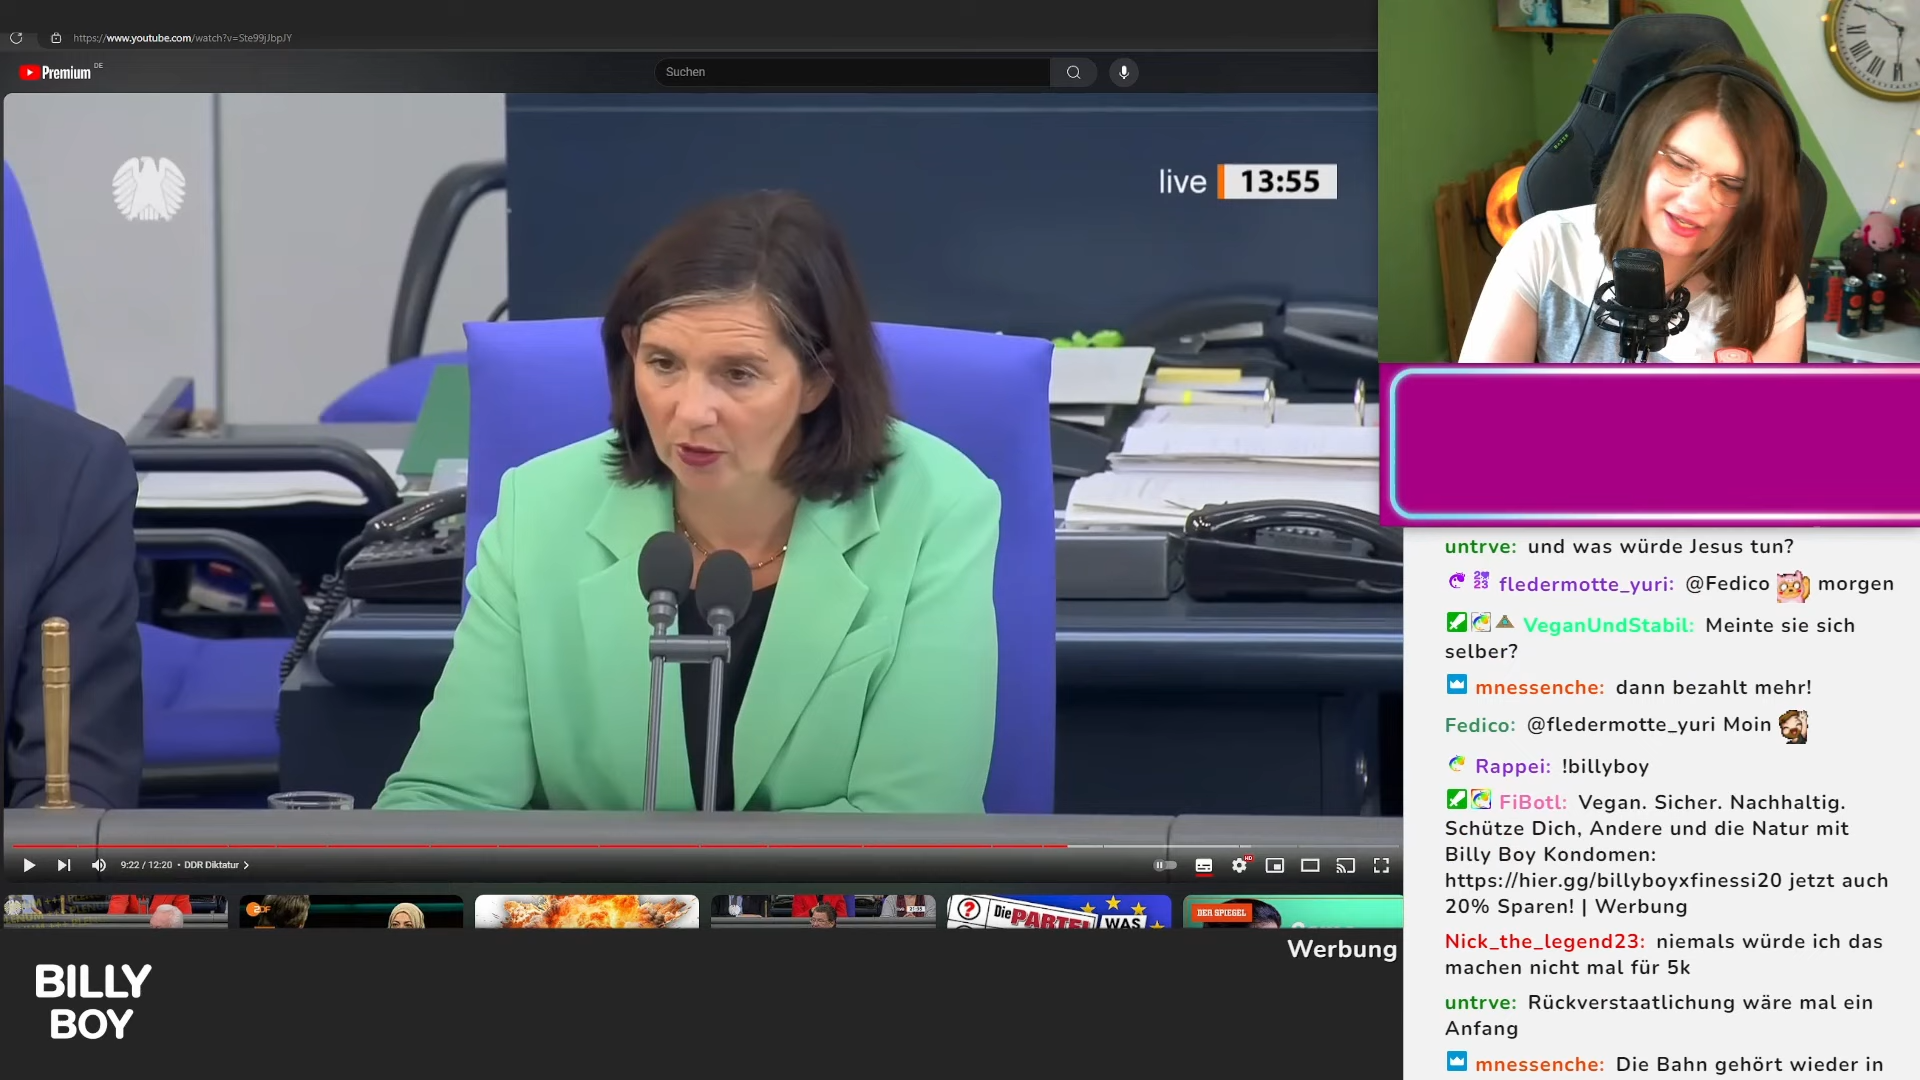 https://www.youtube.com/watch?v=Ste99jJbpJY
Premium DE
Suchen
live 13:55
9:22 / 12:20 • DDR Diktatur >
ZDF
Die PARTEI
WAS
DER SPIEGEL
Werbung
BILLY
BOY
untrve: und was würde Jesus tun?
fledermotte_yuri: @Fedico morgen
VeganUndStabil: Meinte sie sich
selber?
mnessenche: dann bezahlt mehr!
Fedico: @fledermotte_yuri Moin
Rappei: !billyboy
FiBotl: Vegan. Sicher. Nachhaltig.
Schütze Dich, Andere und die Natur mit
Billy Boy Kondomen:
https://hier.gg/billyboyxfinessi20 jetzt auch
20% Sparen! | Werbung
Nick_the_legend23: niemals würde ich das
machen nicht mal für 5k
untrve: Rückverstaatlichung wäre mal ein
Anfang
mnessenche: Die Bahn gehört wieder in